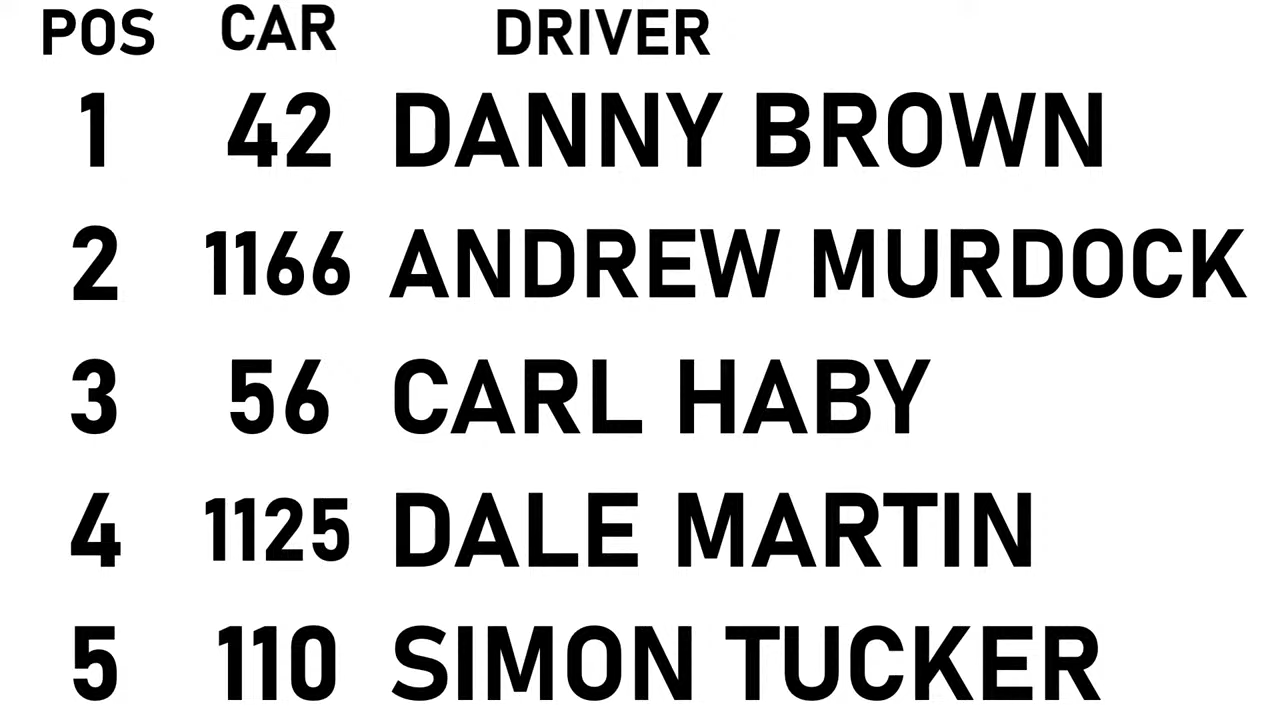 POS CAR DRIVER
1 42 DANNY BROWN
2 1166 ANDREW MURDOCK
3 56 CARL HABY
4 1125 DALE MARTIN
5 110 SIMON TUCKER